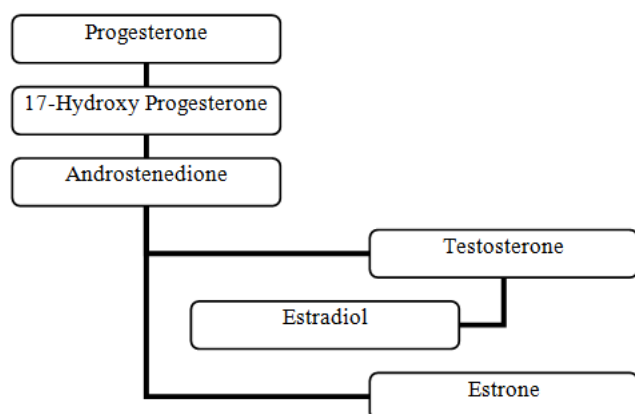 Progesterone
17-Hydroxy Progesterone
Androstenedione
Testosterone
Estradiol
Estrone